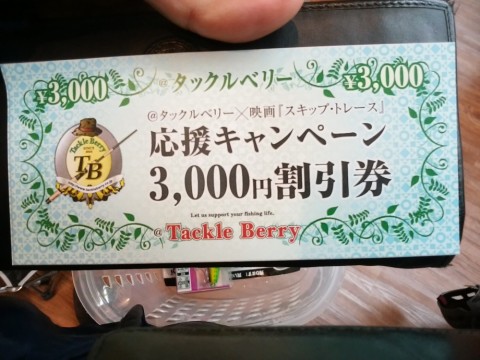 ¥3,000 @タックルベリー ¥3,000
@タックルベリー×映画『スキップ・トレース』
応援キャンペーン
3,000円割引券
Let us support your fishing life.
@ Tackle Berry
Tackle Berry
TB